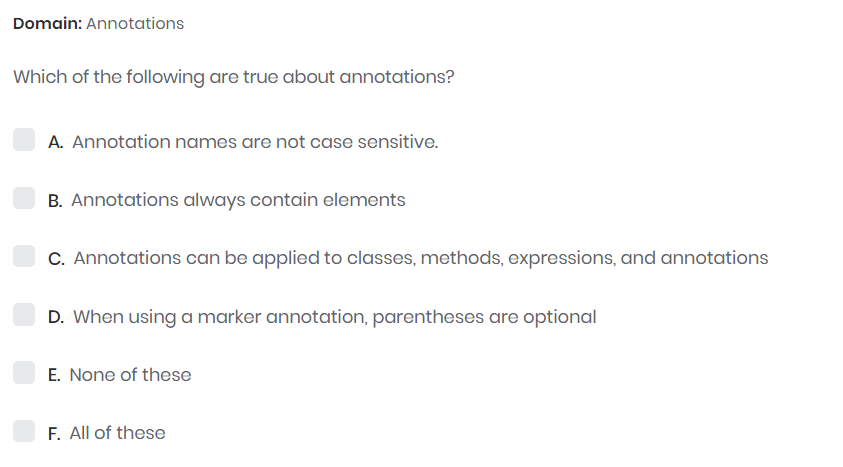 Domain: Annotations
Which of the following are true about annotations?
A. Annotation names are not case sensitive.
B. Annotations always contain elements
C. Annotations can be applied to classes, methods, expressions, and annotations
D. When using a marker annotation, parentheses are optional
E. None of these
F. All of these